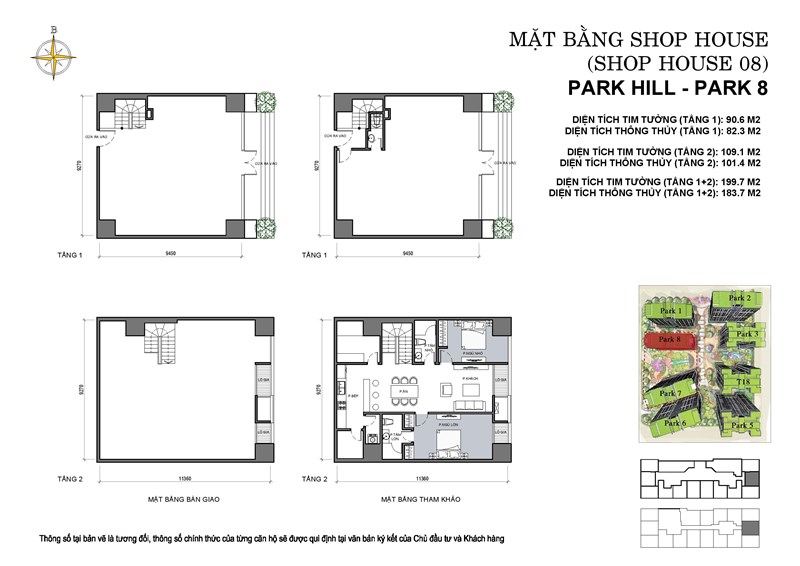 MẶT BẰNG SHOP HOUSE
(SHOP HOUSE 08)
PARK HILL - PARK 8
DIỆN TÍCH TIM TƯỜNG (TẦNG 1): 90.6 M2
DIỆN TÍCH THÔNG THỦY (TẦNG 1): 82.3 M2
DIỆN TÍCH TIM TƯỜNG (TẦNG 2): 109.1 M2
DIỆN TÍCH THÔNG THỦY (TẦNG 2): 101.4 M2
DIỆN TÍCH TIM TƯỜNG (TẦNG 1+2): 199.7 M2
DIỆN TÍCH THÔNG THỦY (TẦNG 1+2): 183.7 M2
CỬA RA VÀO
CỬA RA VÀO
9270
9450
TẦNG 1
CỬA RA VÀO
CỬA RA VÀO
9270
9450
TẦNG 1
LÔ GIA
LÔ GIA
9270
11360
TẦNG 2
MẶT BẰNG BÀN GIAO
P.TẮM NHỎ
P.NGỦ NHỎ
P.BẾP
P.ĂN
P.KHÁCH
LÔ GIA
P.TẮM LỚN
P.NGỦ LỚN
LÔ GIA
9270
11360
TẦNG 2
MẶT BẰNG THAM KHẢO
Park 2
Park 1
Park 3
Park 8
T18
Park 7
Park 6
Park 5
Thông số tại bản vẽ là tương đối, thông số chính thức của từng căn hộ sẽ được qui định tại văn bản ký kết của Chủ đầu tư và Khách hàng